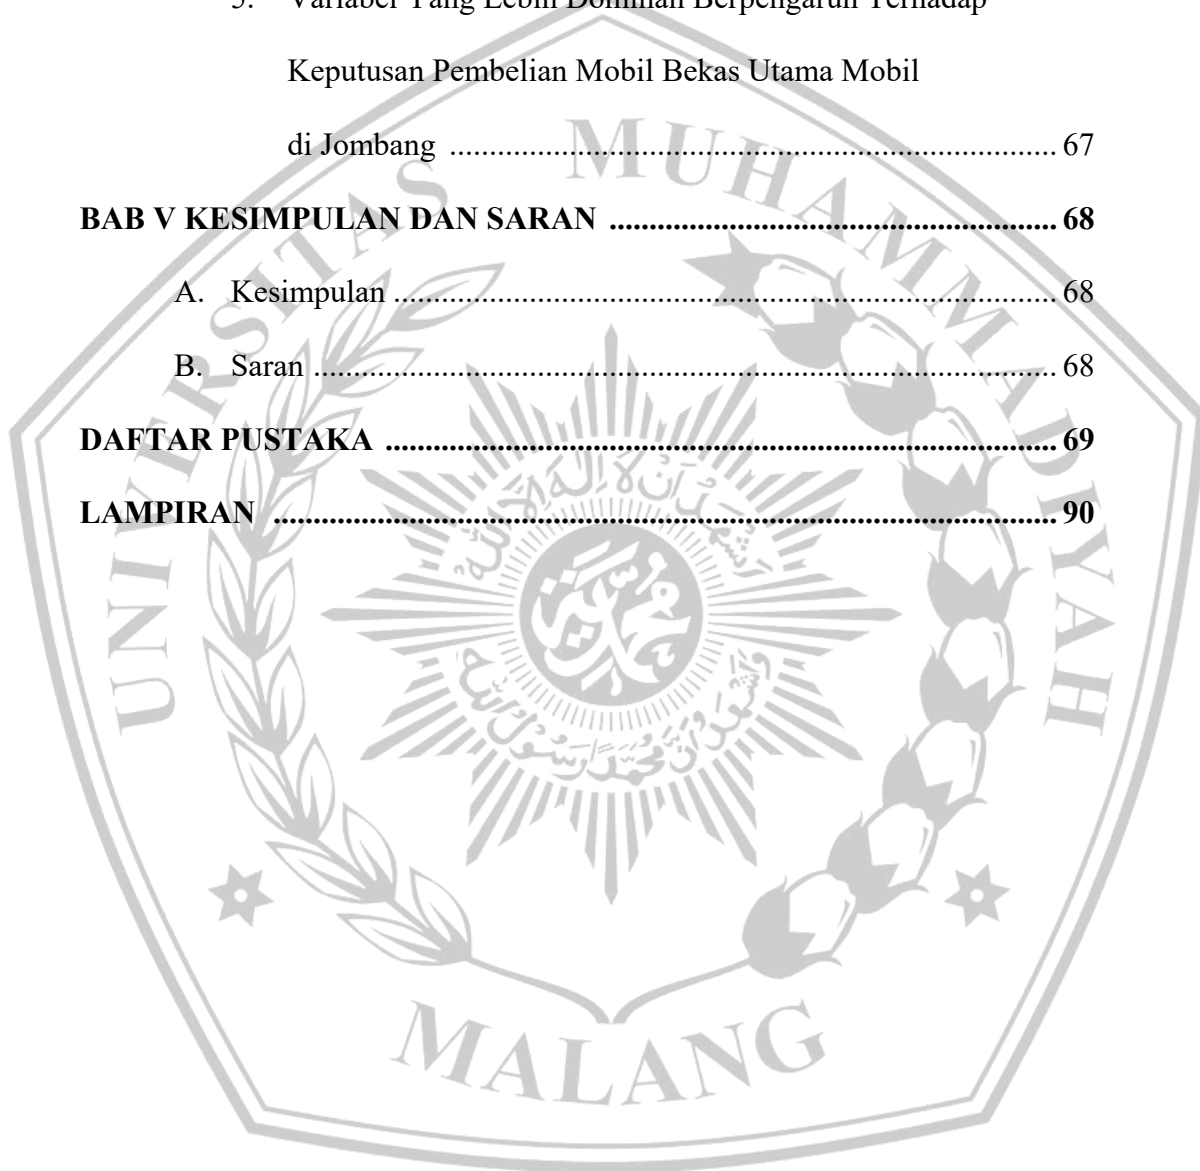 Keputusan Pembelian Mobil Bekas Utama Mobil
di Jombang ............................................................................ 67
BAB V KESIMPULAN DAN SARAN ........................................................ 68
A. Kesimpulan ................................................................................... 68
B. Saran ............................................................................................. 68
DAFTAR PUSTAKA .................................................................................... 69
LAMPIRAN .................................................................................................. 90
UNIVERSITAS MUHAMMADIYAH
MALANG